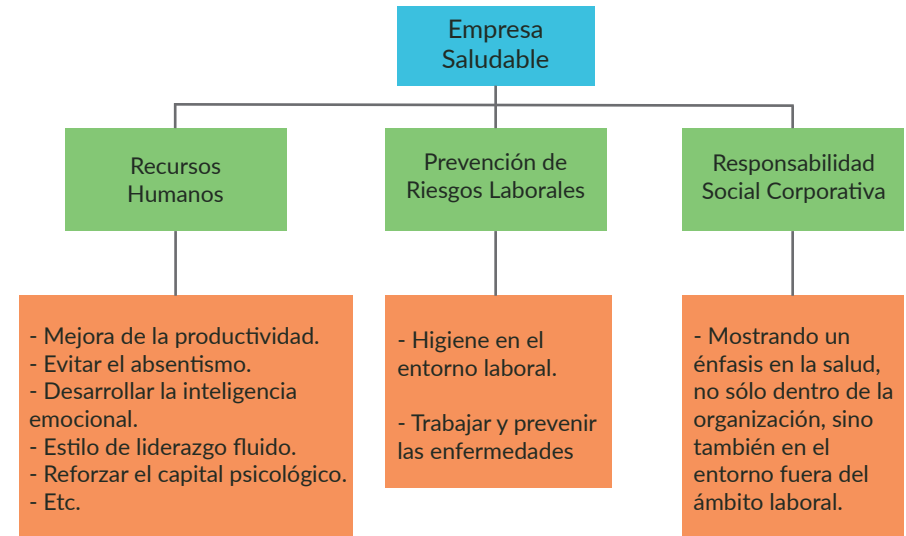 Empresa
Saludable
Recursos
Humanos
Prevención de
Riesgos Laborales
Responsabilidad
Social Corporativa
- Mejora de la productividad.
- Evitar el absentismo.
- Desarrollar la inteligencia
emocional.
- Estilo de liderazgo fluido.
- Reforzar el capital psicológico.
- Etc.
- Higiene en el
entorno laboral.
- Trabajar y prevenir
las enfermedades
- Mostrando un
énfasis en la salud,
no sólo dentro de la
organización, sino
también en el
entorno fuera del
ámbito laboral.